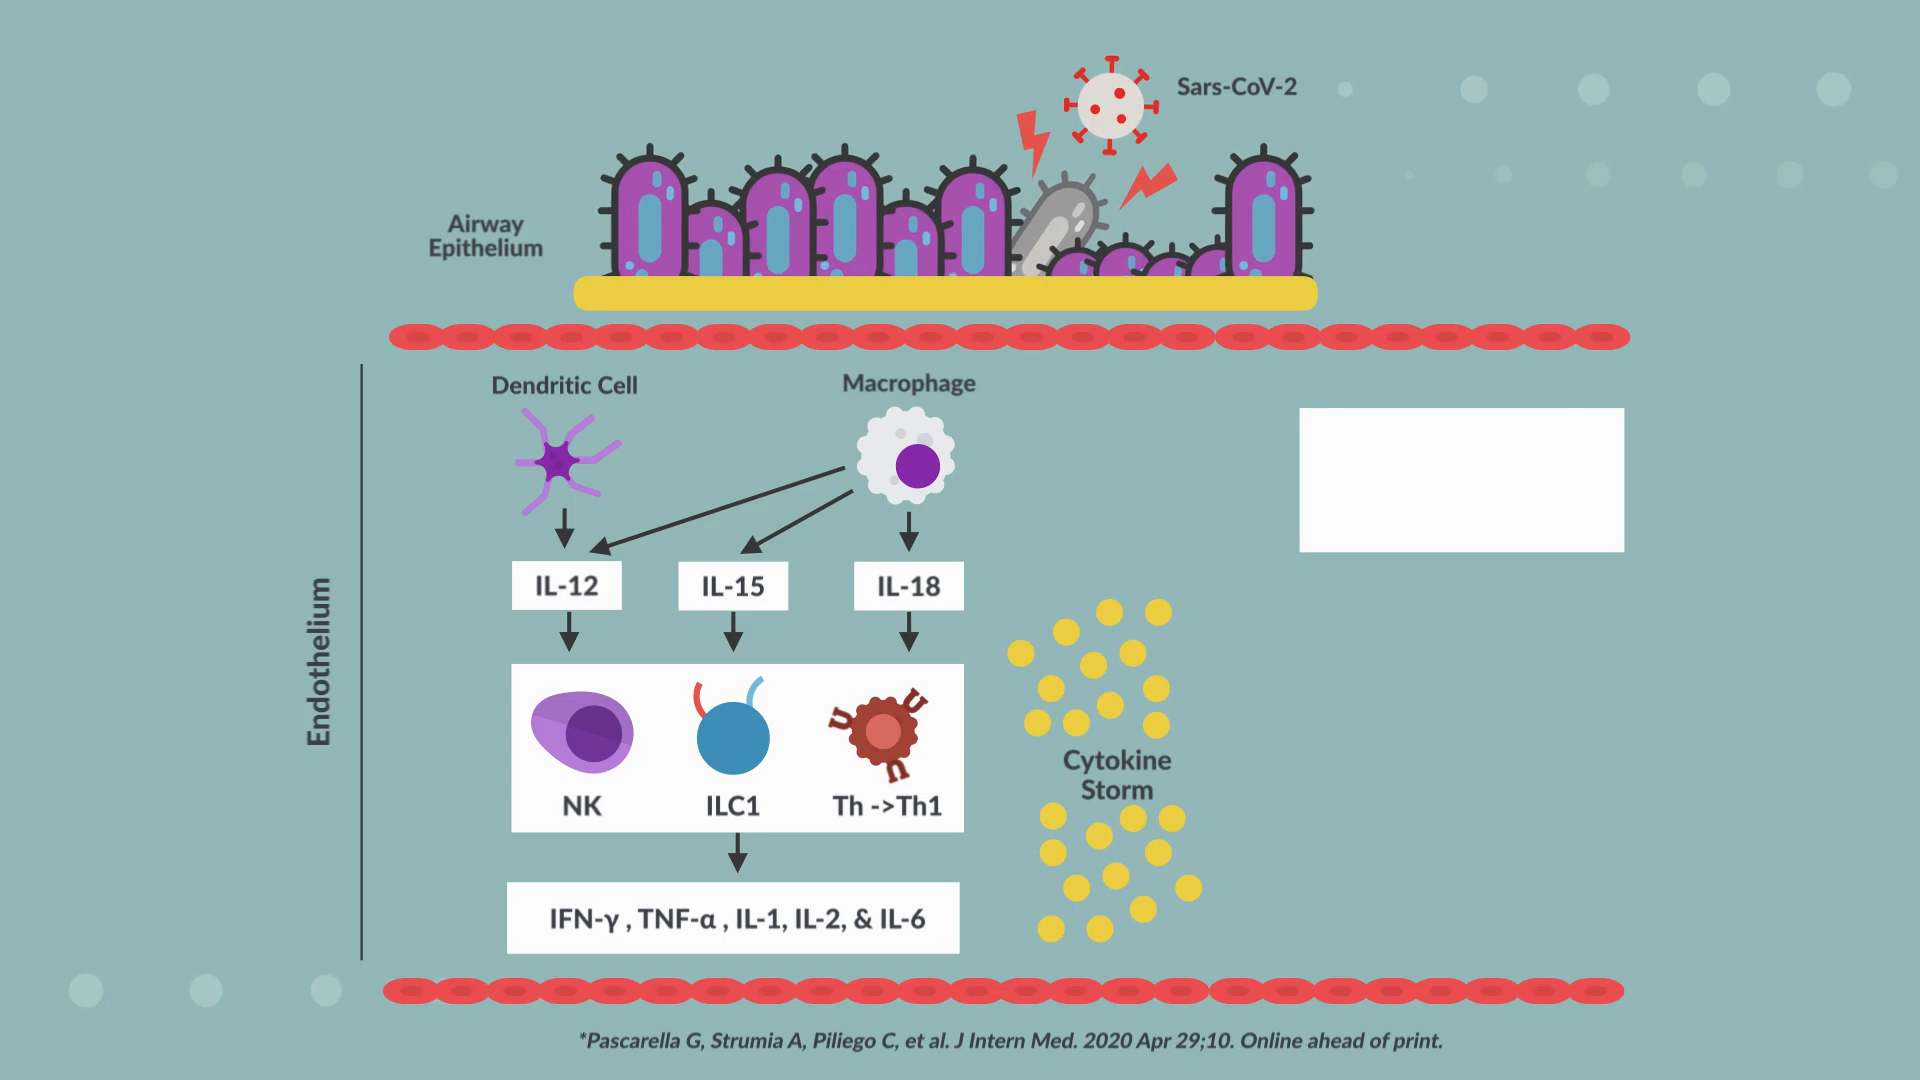 Sars-CoV-2
Airway
Epithelium
Dendritic Cell
Macrophage
IL-12
IL-15
IL-18
Endothelium
NK
ILC1
Th ->Th1
Cytokine
Storm
IFN-γ , TNF-α , IL-1, IL-2, & IL-6
*Pascarella G, Strumia A, Piliego C, et al. J Intern Med. 2020 Apr 29;10. Online ahead of print.